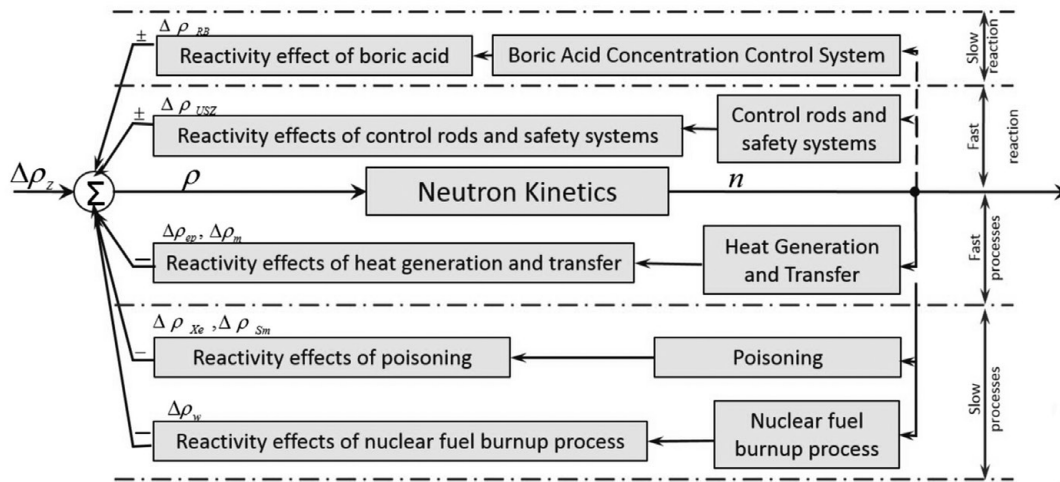 ± Δρ_RB
Reactivity effect of boric acid
Boric Acid Concentration Control System
Slow
reaction
± Δρ_USZ
Reactivity effects of control rods and safety systems
Control rods and
safety systems
Fast
reaction
Δρ_z
Σ
ρ
Neutron Kinetics
n
Δρ_ep, Δρ_m
− Reactivity effects of heat generation and transfer
Heat Generation
and Transfer
Fast
processes
Δρ_Xe, Δρ_Sm
− Reactivity effects of poisoning
Poisoning
Δρ_w
− Reactivity effects of nuclear fuel burnup process
Nuclear fuel
burnup process
Slow
processes